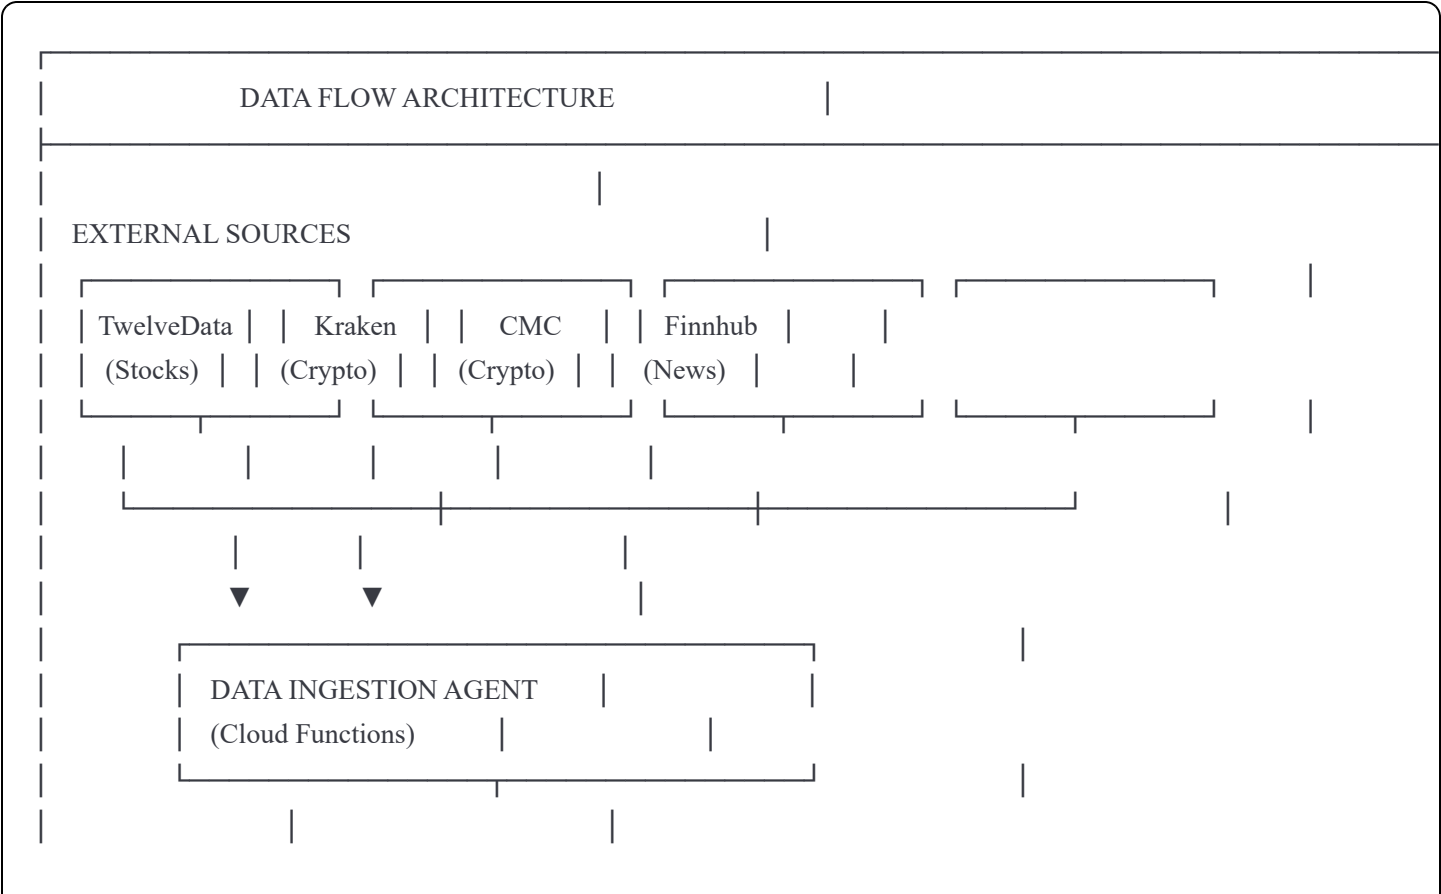 DATA FLOW ARCHITECTURE
EXTERNAL SOURCES
TwelveData Kraken CMC Finnhub
(Stocks) (Crypto) (Crypto) (News)
DATA INGESTION AGENT
(Cloud Functions)